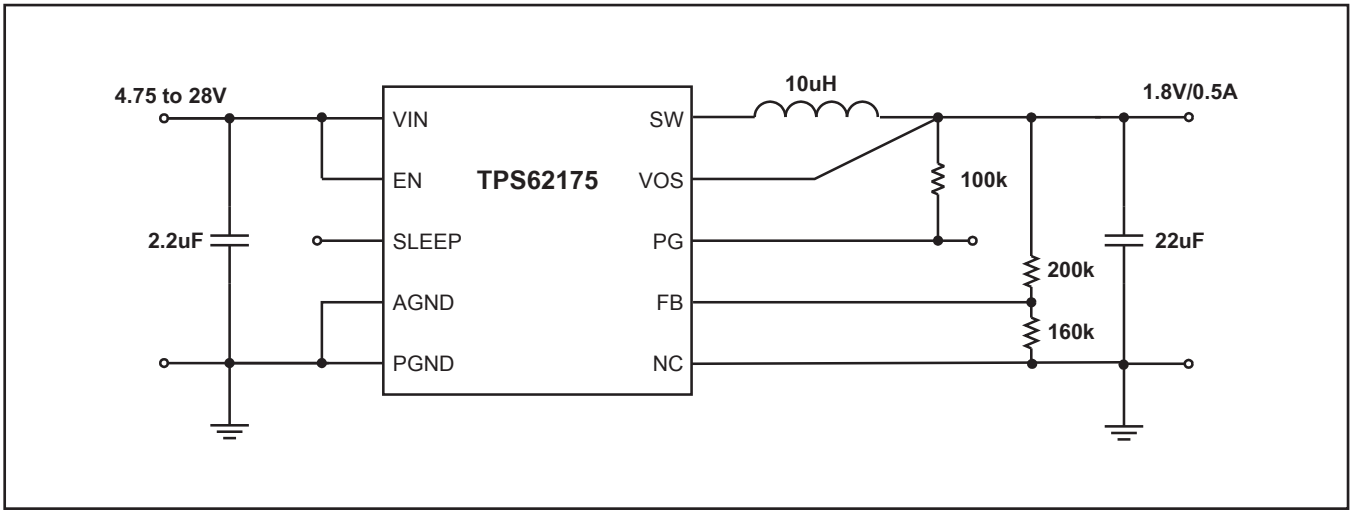 10uH
4.75 to 28V
1.8V/0.5A
VIN
SW
EN
TPS62175
VOS
100k
2.2uF
SLEEP
PG
22uF
200k
AGND
FB
160k
PGND
NC